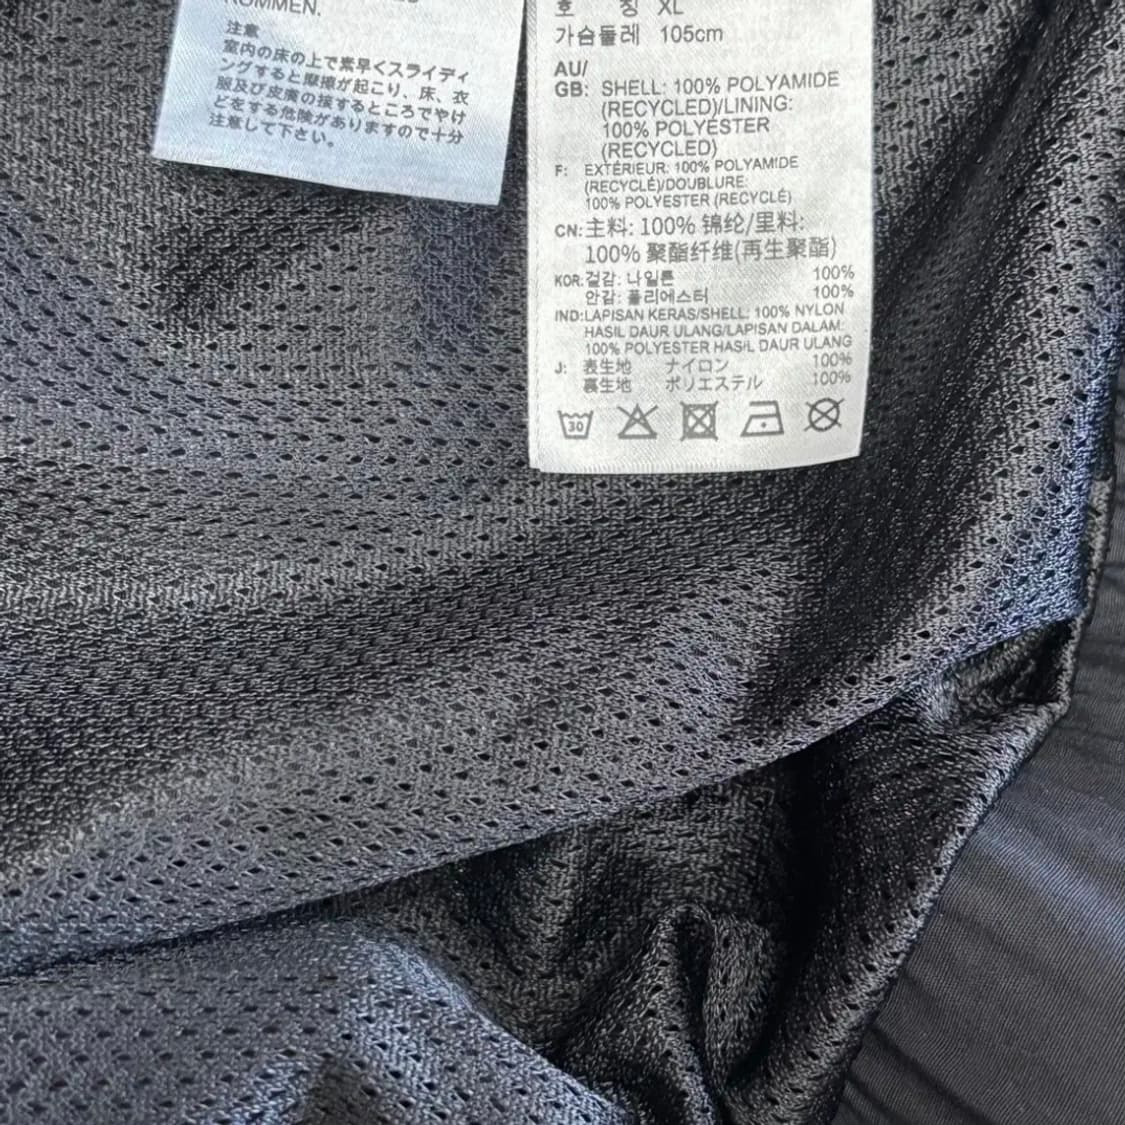 KOMMEN.
注意
室内の床の上で素早くスライディ
ングすると摩擦が起こり、床、衣
服及び皮膚の接するところでやけ
どをする危険がありますので十分
注意して下さい。
호 칭 XL
가슴둘레 105cm
AU/
GB: SHELL: 100% POLYAMIDE
(RECYCLED)/LINING:
100% POLYESTER
(RECYCLED)
F: EXTÉRIEUR: 100% POLYAMIDE
(RECYCLÉ)/DOUBLURE:
100% POLYESTER (RECYCLÉ)
CN: 主料: 100% 锦纶/里料:
100% 聚酯纤维(再生聚酯)
KOR: 겉감: 나일론 100%
안감: 폴리에스터 100%
IND: LAPISAN KERAS/SHELL: 100% NYLON
HASIL DAUR ULANG/LAPISAN DALAM:
100% POLYESTER HASIL DAUR ULANG
J: 表生地 ナイロン 100%
裏生地 ポリエステル 100%
30